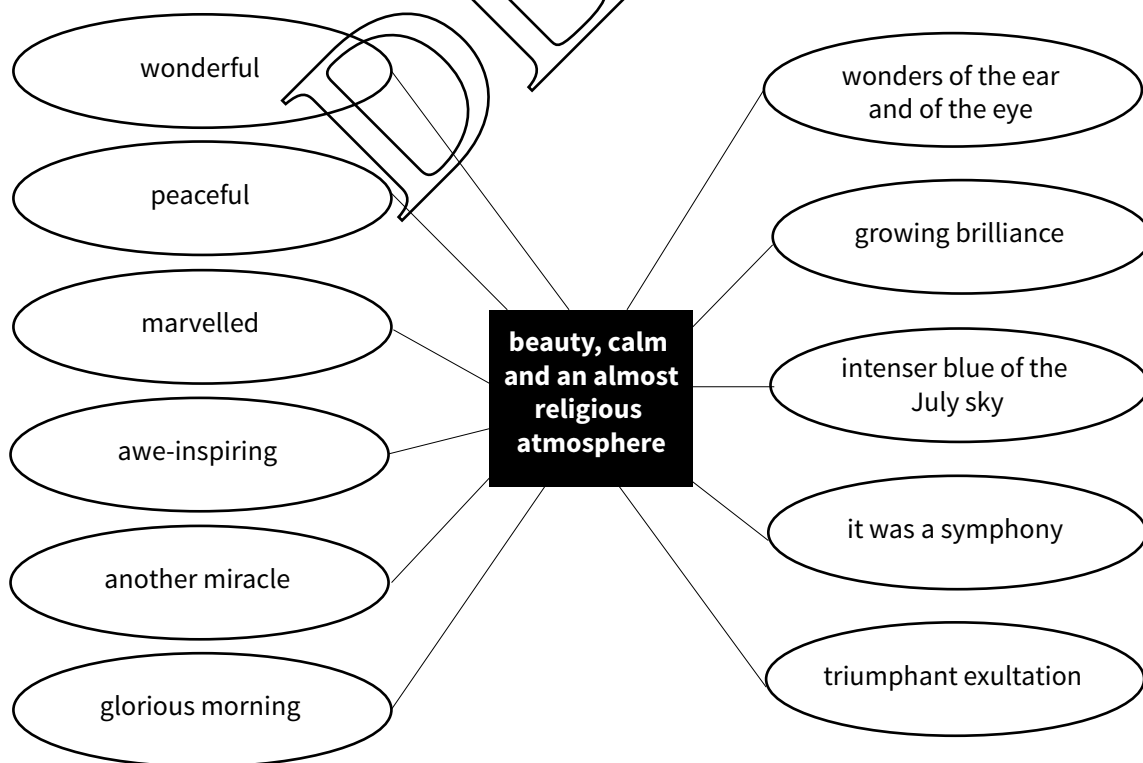 wonderful
peaceful
marvelled
awe-inspiring
another miracle
glorious morning
beauty, calm
and an almost
religious
atmosphere
wonders of the ear
and of the eye
growing brilliance
intenser blue of the
July sky
it was a symphony
triumphant exultation